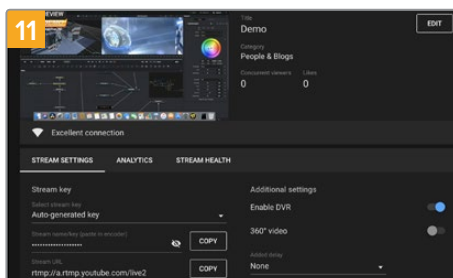 11
PREVIEW
Title
Demo
EDIT
Category
People & Blogs
Concurrent viewers Likes
0 0
Excellent connection
STREAM SETTINGS ANALYTICS STREAM HEALTH
Stream key
Additional settings
Select stream key
Auto-generated key
Enable DVR
Stream name/key (paste in encoder)
COPY
360° video
Stream URL
rtmp://a.rtmp.youtube.com/live2
COPY
Added delay
None